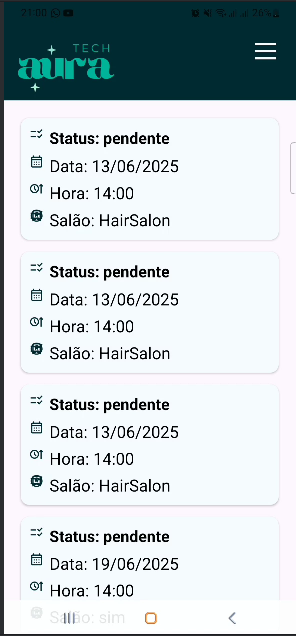 21:00 26%
TECH
aura
Status: pendente
Data: 13/06/2025
Hora: 14:00
Salão: HairSalon
Status: pendente
Data: 13/06/2025
Hora: 14:00
Salão: HairSalon
Status: pendente
Data: 13/06/2025
Hora: 14:00
Salão: HairSalon
Status: pendente
Data: 19/06/2025
Hora: 14:00
Salão: sim